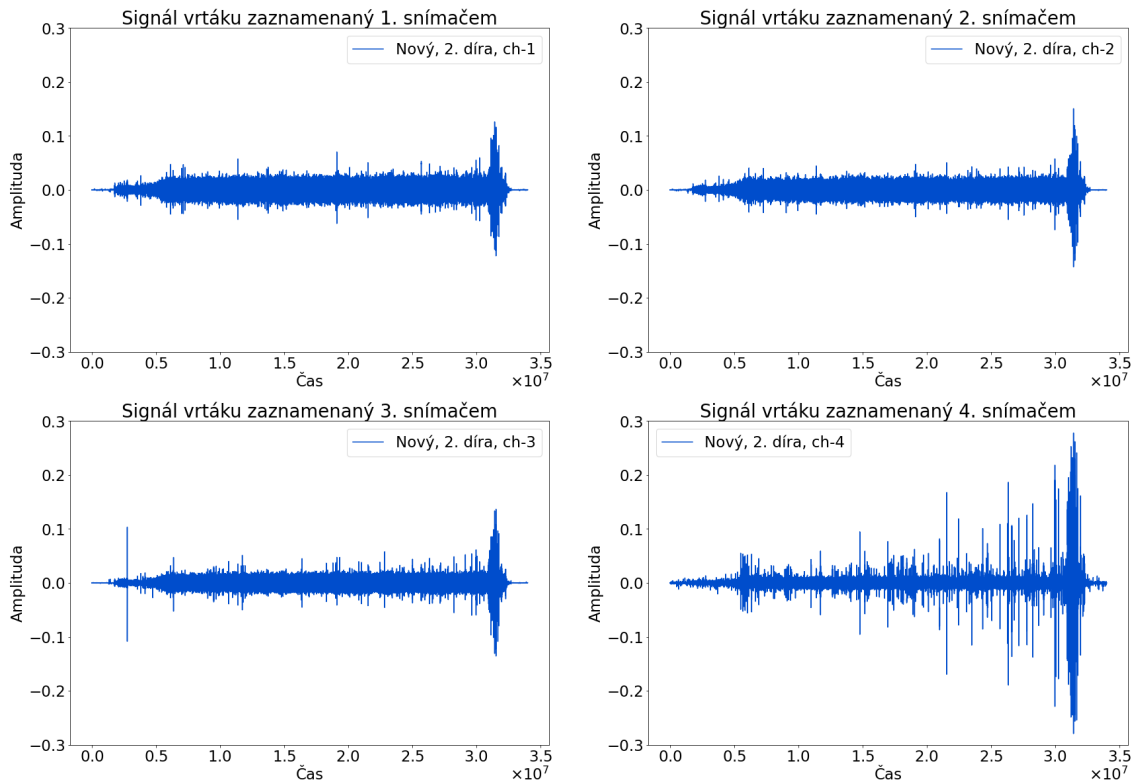 Signál vrtáku zaznamenaný 1. snímačem
Nový, 2. díra, ch-1
Amplituda
0.3
0.2
0.1
0.0
−0.1
−0.2
−0.3
0.0 0.5 1.0 1.5 2.0 2.5 3.0 3.5
Čas
×10⁷
Signál vrtáku zaznamenaný 2. snímačem
Nový, 2. díra, ch-2
Amplituda
0.3
0.2
0.1
0.0
−0.1
−0.2
−0.3
0.0 0.5 1.0 1.5 2.0 2.5 3.0 3.5
Čas
×10⁷
Signál vrtáku zaznamenaný 3. snímačem
Nový, 2. díra, ch-3
Amplituda
0.3
0.2
0.1
0.0
−0.1
−0.2
−0.3
0.0 0.5 1.0 1.5 2.0 2.5 3.0 3.5
Čas
×10⁷
Signál vrtáku zaznamenaný 4. snímačem
Nový, 2. díra, ch-4
Amplituda
0.3
0.2
0.1
0.0
−0.1
−0.2
−0.3
0.0 0.5 1.0 1.5 2.0 2.5 3.0 3.5
Čas
×10⁷